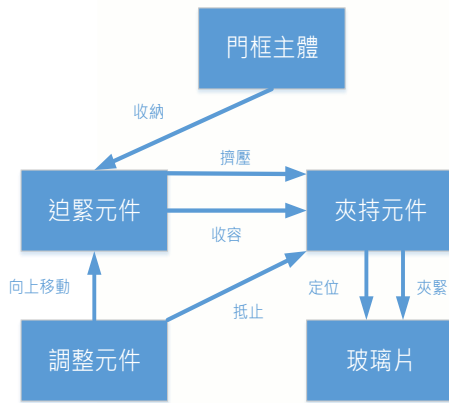 門框主體
收納
擠壓
迫緊元件
夾持元件
收容
向上移動
定位
夾緊
抵止
調整元件
玻璃片